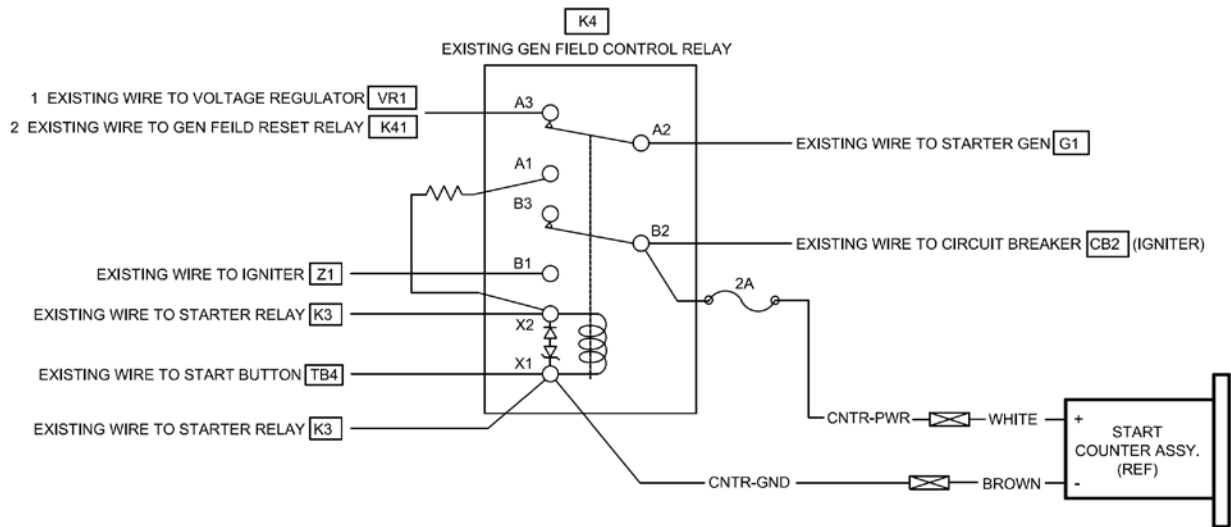 K4
EXISTING GEN FIELD CONTROL RELAY
1 EXISTING WIRE TO VOLTAGE REGULATOR VR1
2 EXISTING WIRE TO GEN FEILD RESET RELAY K41
A3
A2
EXISTING WIRE TO STARTER GEN G1
A1
B3
B2
EXISTING WIRE TO CIRCUIT BREAKER CB2 (IGNITER)
EXISTING WIRE TO IGNITER Z1
B1
2A
EXISTING WIRE TO STARTER RELAY K3
X2
EXISTING WIRE TO START BUTTON TB4
X1
EXISTING WIRE TO STARTER RELAY K3
CNTR-PWR
WHITE
+
START
COUNTER ASSY.
(REF)
CNTR-GND
BROWN
-